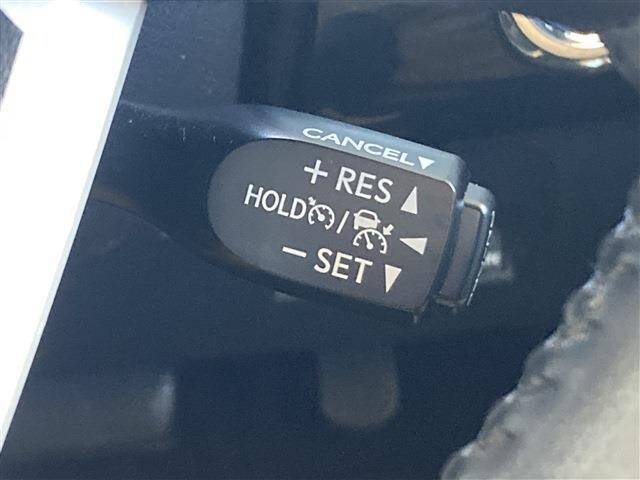 CANCEL▼
+ RES ▲
HOLD / ◀
− SET ▼